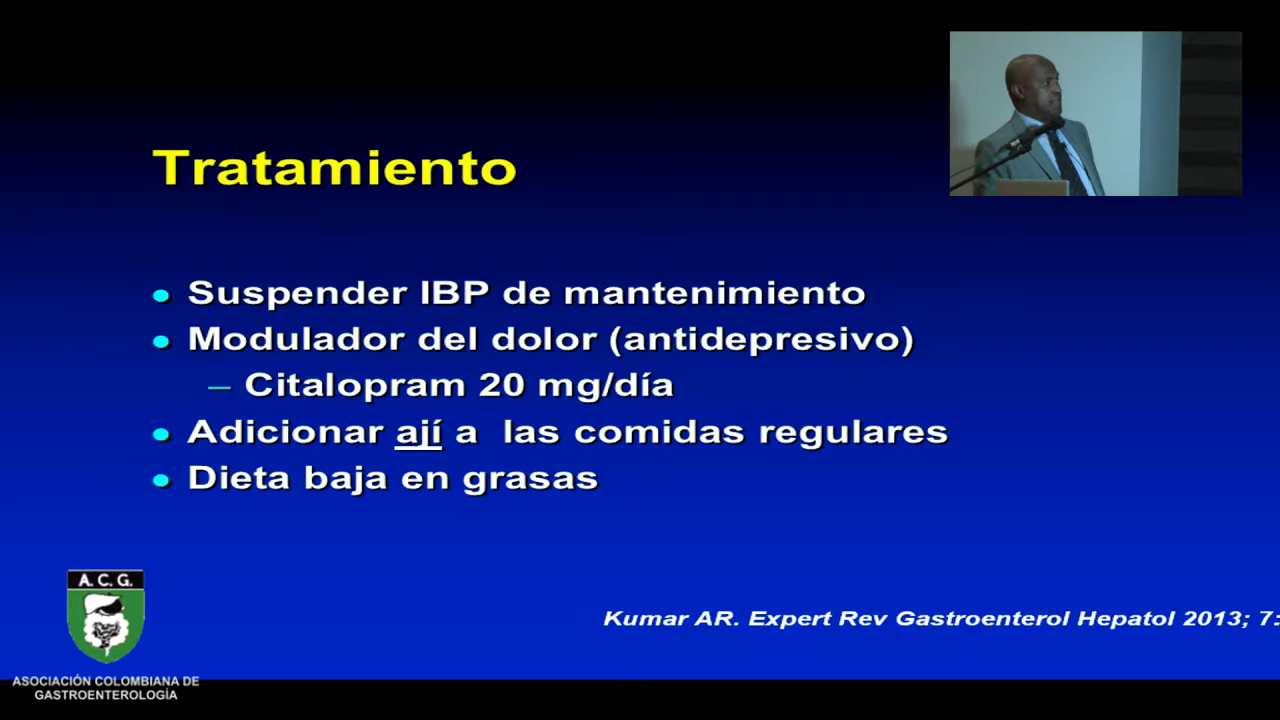 Tratamiento
Suspender IBP de mantenimiento
Modulador del dolor (antidepresivo)
– Citalopram 20 mg/día
Adicionar ají a las comidas regulares
Dieta baja en grasas
Kumar AR. Expert Rev Gastroenterol Hepatol 2013; 7:
A. C. G.
ASOCIACIÓN COLOMBIANA DE
GASTROENTEROLOGÍA